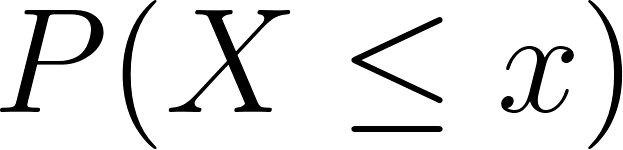 P(X ≤ x)